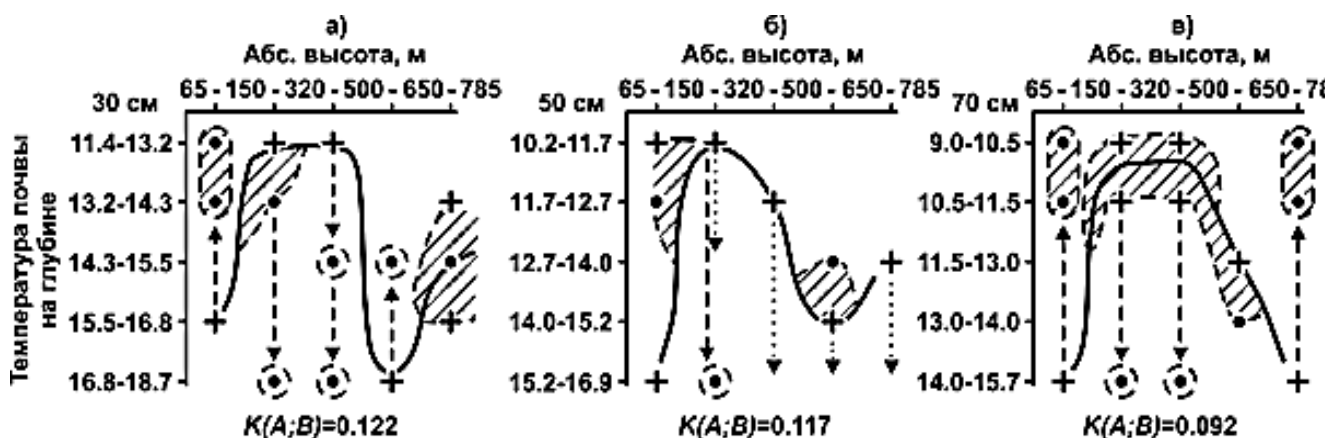 а)
Абс. высота, м
65 - 150 - 320 - 500 - 650 - 785
30 см
11.4-13.2
13.2-14.3
14.3-15.5
15.5-16.8
16.8-18.7
Температура почвы
на глубине
K(A;B)=0.122
б)
Абс. высота, м
65 - 150 - 320 - 500 - 650 - 785
50 см
10.2-11.7
11.7-12.7
12.7-14.0
14.0-15.2
15.2-16.9
K(A;B)=0.117
в)
Абс. высота, м
65 - 150 - 320 - 500 - 650 - 78
70 см
9.0-10.5
10.5-11.5
11.5-13.0
13.0-14.0
14.0-15.7
K(A;B)=0.092